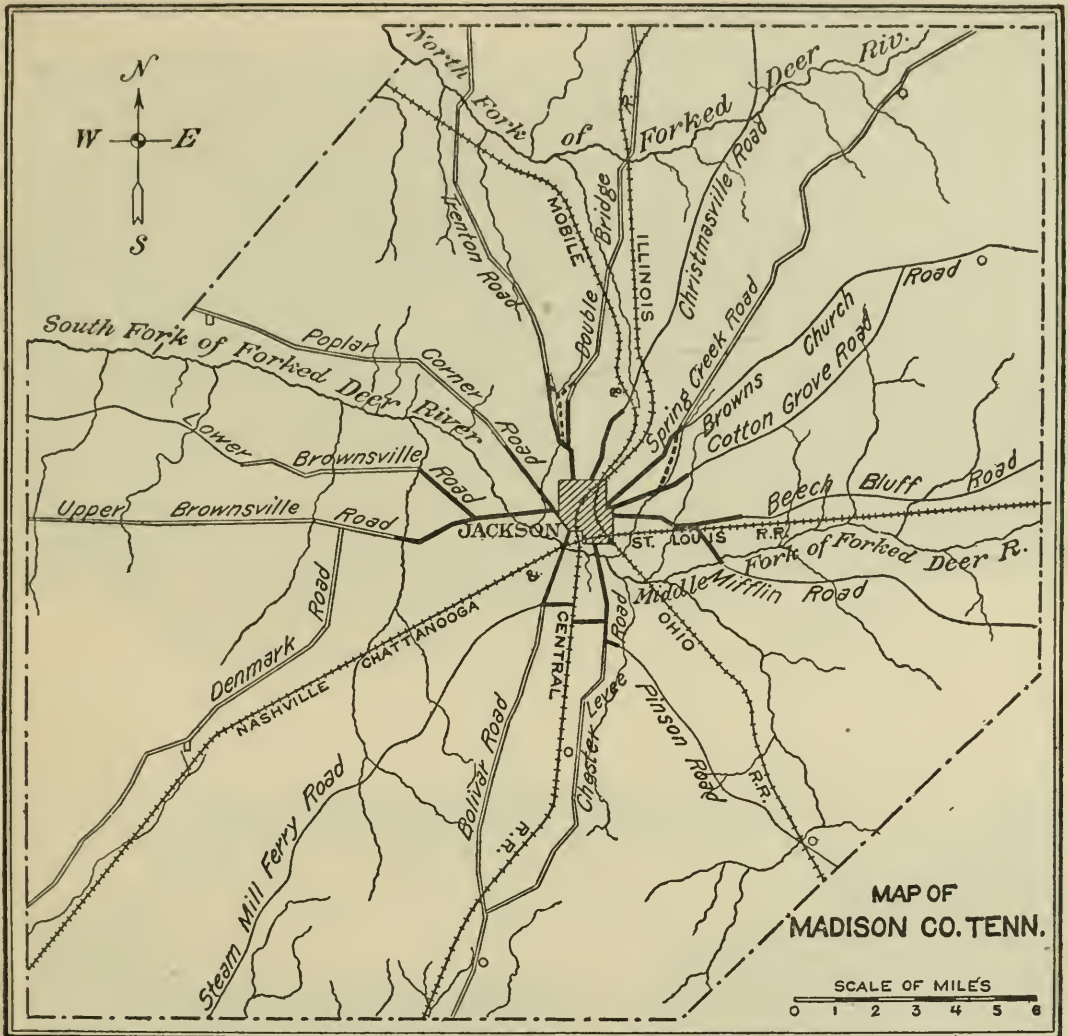 N
W E
S
North Fork of Forked Deer Riv.
Trenton Road
MOBILE
Double Bridge
R.
ILLINOIS
Christmasville Road
Spring Creek Road
Browns Church Road
Cotton Grove Road
South Fork of Forked Deer River
Poplar Corner Road
&
Lower Brownsville Road
Upper Brownsville Road
JACKSON
Beech Bluff Road
ST. LOUIS R.R.
Middle Fork of Forked Deer R.
Mifflin Road
Denmark Road
NASHVILLE CHATTANOOGA &
CENTRAL R.R.
OHIO R.R.
Steam Mill Ferry Road
Bolivar Road
Chester Levee Road
Pinson Road
MAP OF
MADISON CO. TENN.
SCALE OF MILES
0 1 2 3 4 5 6